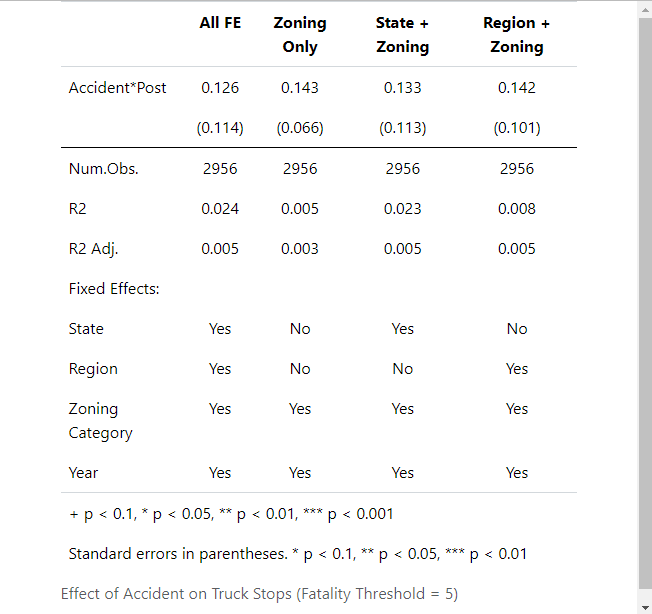 All FE Zoning Only State + Zoning Region + Zoning
Accident*Post 0.126 0.143 0.133 0.142
(0.114) (0.066) (0.113) (0.101)
Num.Obs. 2956 2956 2956 2956
R2 0.024 0.005 0.023 0.008
R2 Adj. 0.005 0.003 0.005 0.005
Fixed Effects:
State Yes No Yes No
Region Yes No No Yes
Zoning Category Yes Yes Yes Yes
Year Yes Yes Yes Yes
+ p < 0.1, * p < 0.05, ** p < 0.01, *** p < 0.001
Standard errors in parentheses. * p < 0.1, ** p < 0.05, *** p < 0.01
Effect of Accident on Truck Stops (Fatality Threshold = 5)